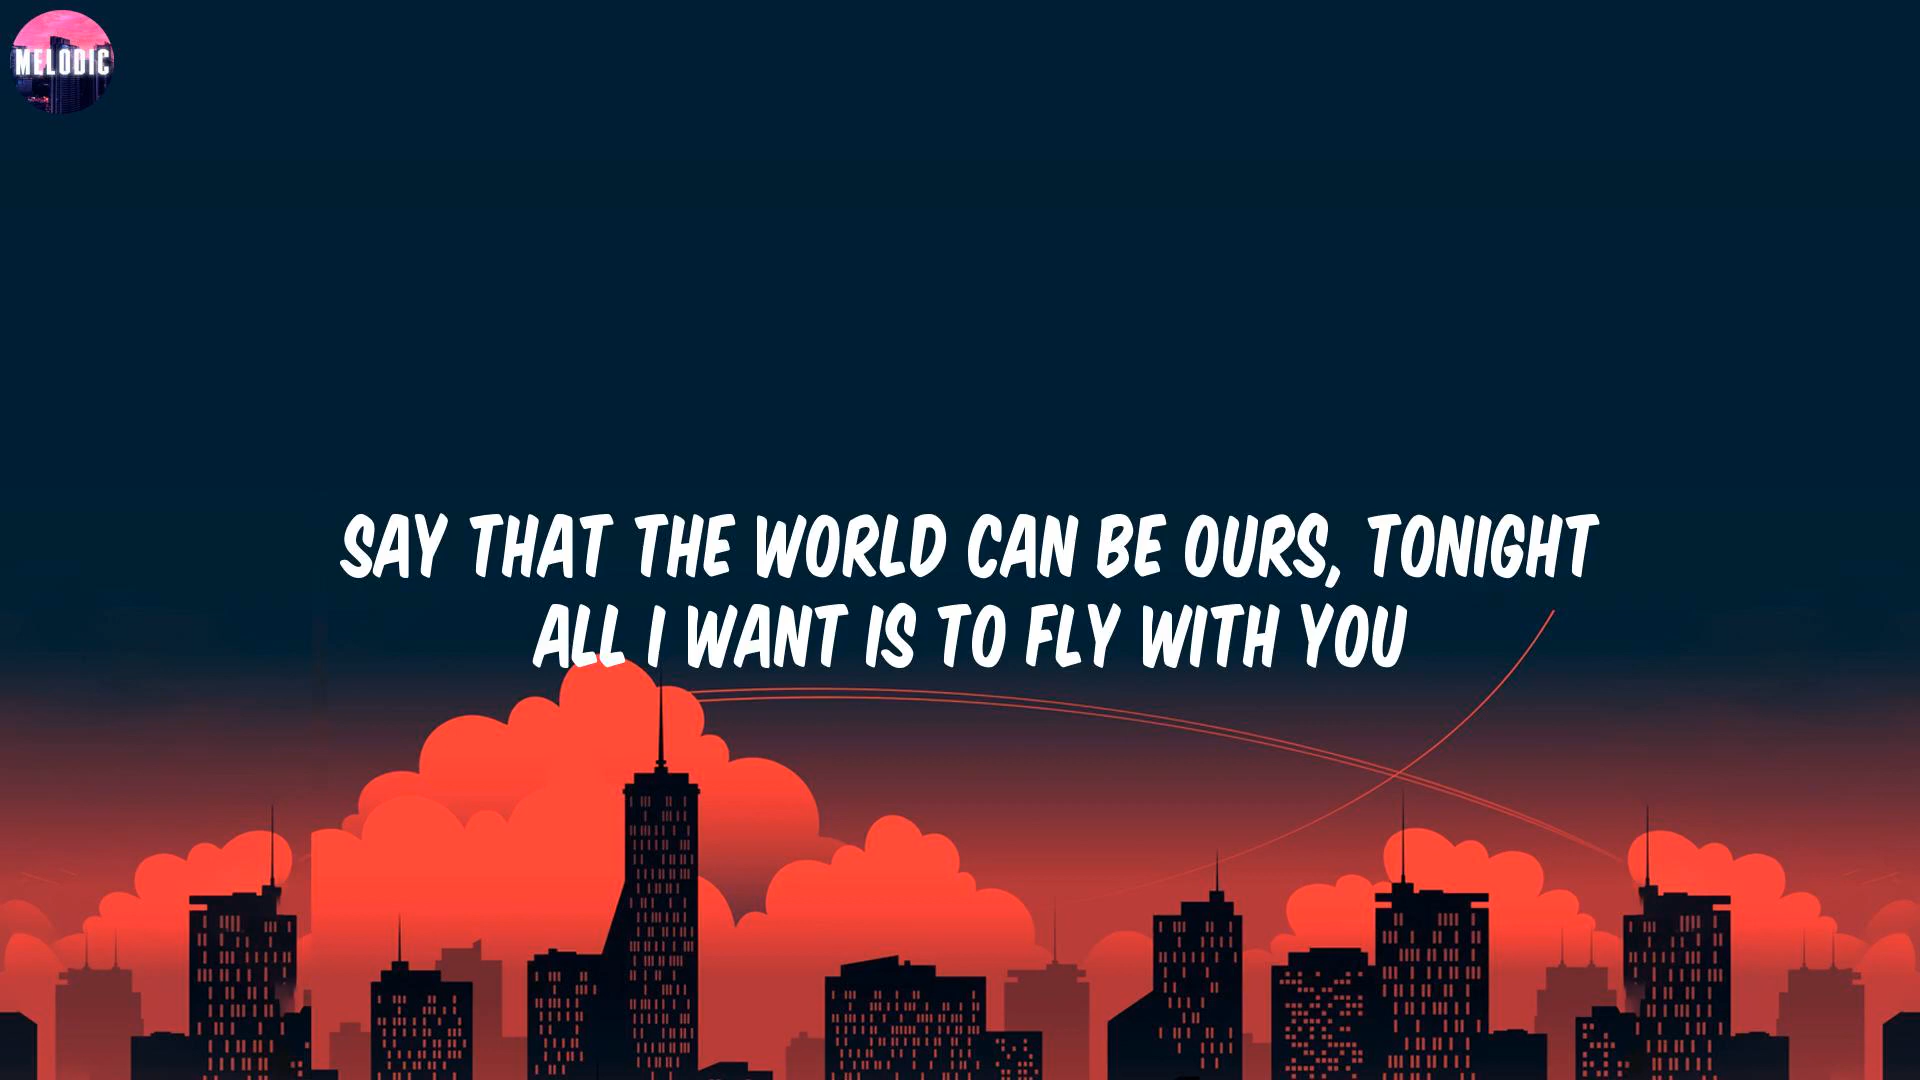 MELODIC
SAY THAT THE WORLD CAN BE OURS, TONIGHT
ALL I WANT IS TO FLY WITH YOU